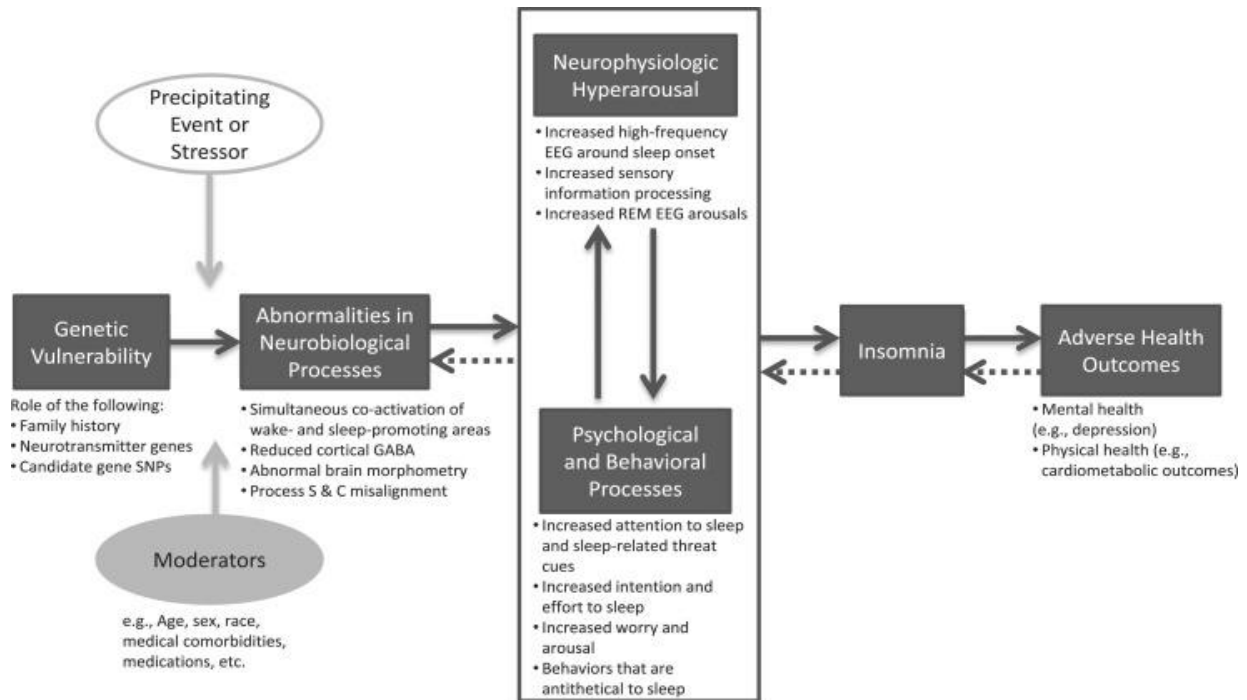 Precipitating
Event or
Stressor
Genetic
Vulnerability
Role of the following:
• Family history
• Neurotransmitter genes
• Candidate gene SNPs
Moderators
e.g., Age, sex, race,
medical comorbidities,
medications, etc.
Abnormalities in
Neurobiological
Processes
• Simultaneous co-activation of
wake- and sleep-promoting areas
• Reduced cortical GABA
• Abnormal brain morphometry
• Process S & C misalignment
Neurophysiologic
Hyperarousal
• Increased high-frequency
EEG around sleep onset
• Increased sensory
information processing
• Increased REM EEG arousals
Psychological
and Behavioral
Processes
• Increased attention to sleep
and sleep-related threat
cues
• Increased intention and
effort to sleep
• Increased worry and
arousal
• Behaviors that are
antithetical to sleep
Insomnia
Adverse Health
Outcomes
• Mental health
(e.g., depression)
• Physical health (e.g.,
cardiometabolic outcomes)